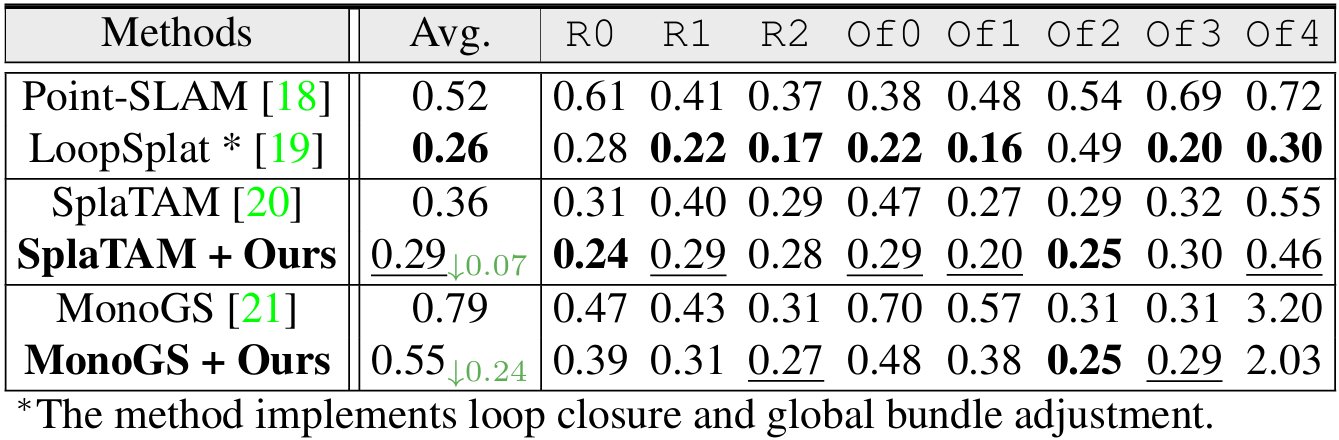 Methods Avg. R0 R1 R2 Of0 Of1 Of2 Of3 Of4
Point-SLAM [18] 0.52 0.61 0.41 0.37 0.38 0.48 0.54 0.69 0.72
LoopSplat * [19] 0.26 0.28 0.22 0.17 0.22 0.16 0.49 0.20 0.30
SplaTAM [20] 0.36 0.31 0.40 0.29 0.47 0.27 0.29 0.32 0.55
SplaTAM + Ours 0.29↓0.07 0.24 0.29 0.28 0.29 0.20 0.25 0.30 0.46
MonoGS [21] 0.79 0.47 0.43 0.31 0.70 0.57 0.31 0.31 3.20
MonoGS + Ours 0.55↓0.24 0.39 0.31 0.27 0.48 0.38 0.25 0.29 2.03
*The method implements loop closure and global bundle adjustment.